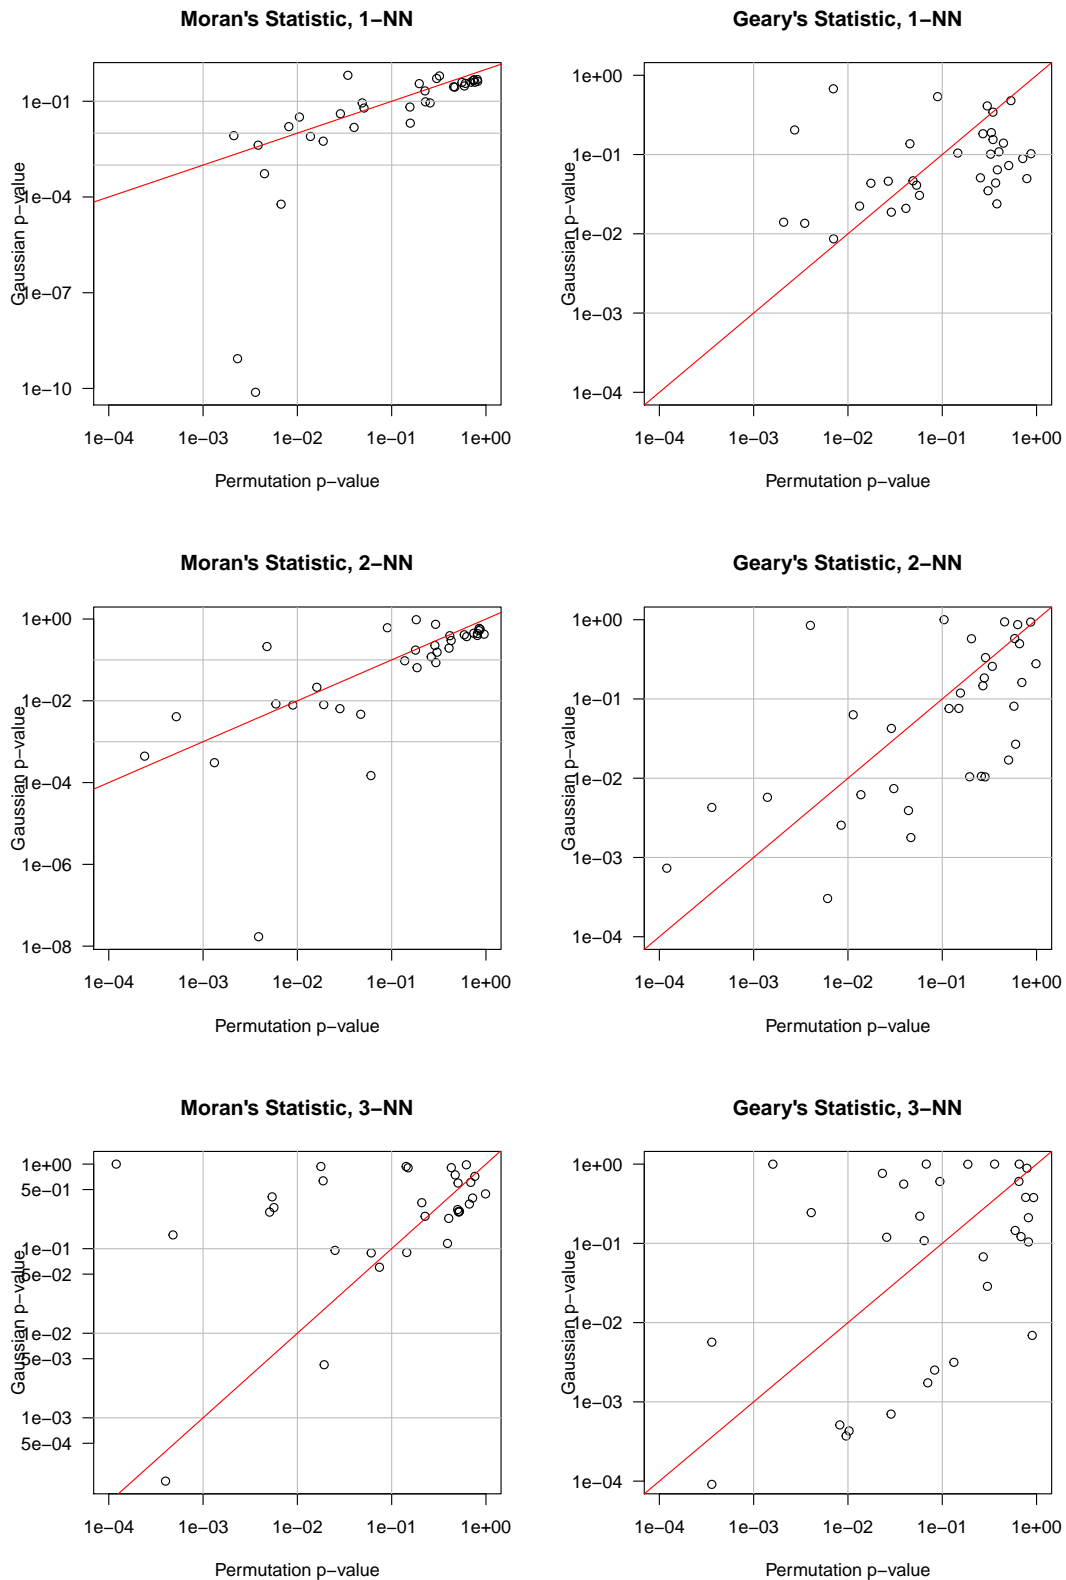 Moran's Statistic, 1−NN
Gaussian p−value
1e−01
1e−04
1e−07
1e−10
1e−04 1e−03 1e−02 1e−01 1e+00
Permutation p−value
Geary's Statistic, 1−NN
Gaussian p−value
1e+00
1e−01
1e−02
1e−03
1e−04
1e−04 1e−03 1e−02 1e−01 1e+00
Permutation p−value
Moran's Statistic, 2−NN
Gaussian p−value
1e+00
1e−02
1e−04
1e−06
1e−08
1e−04 1e−03 1e−02 1e−01 1e+00
Permutation p−value
Geary's Statistic, 2−NN
Gaussian p−value
1e+00
1e−01
1e−02
1e−03
1e−04
1e−04 1e−03 1e−02 1e−01 1e+00
Permutation p−value
Moran's Statistic, 3−NN
Gaussian p−value
1e+00
5e−01
1e−01
5e−02
1e−02
5e−03
1e−03
5e−04
1e−04 1e−03 1e−02 1e−01 1e+00
Permutation p−value
Geary's Statistic, 3−NN
Gaussian p−value
1e+00
1e−01
1e−02
1e−03
1e−04
1e−04 1e−03 1e−02 1e−01 1e+00
Permutation p−value